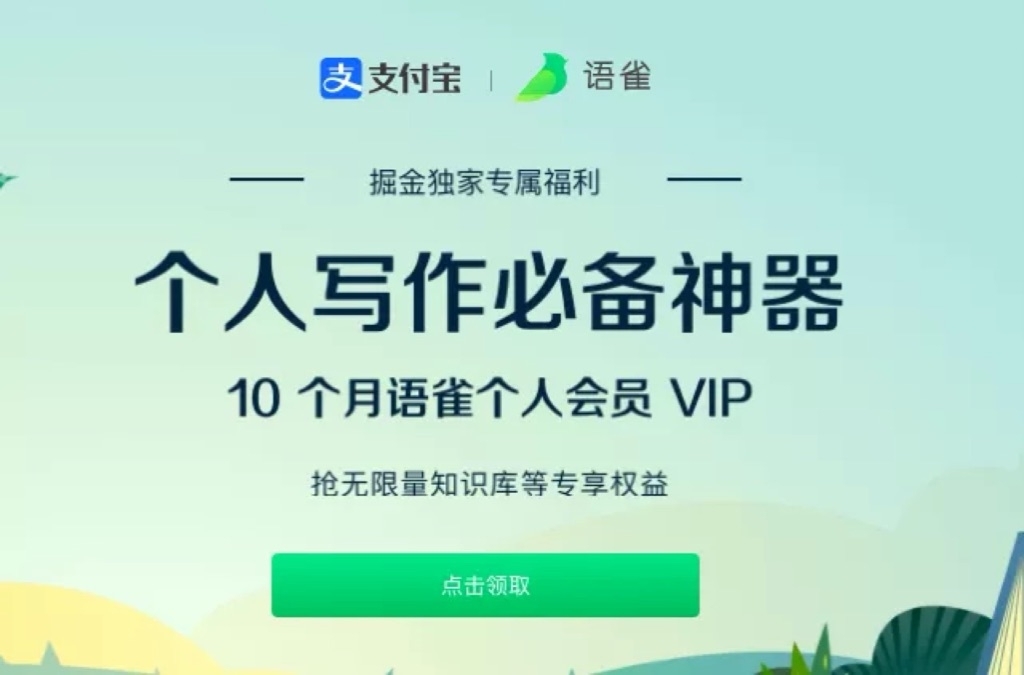 支付宝 | 语雀
掘金独家专属福利
个人写作必备神器
10 个月语雀个人会员 VIP
抢无限量知识库等专享权益
点击领取